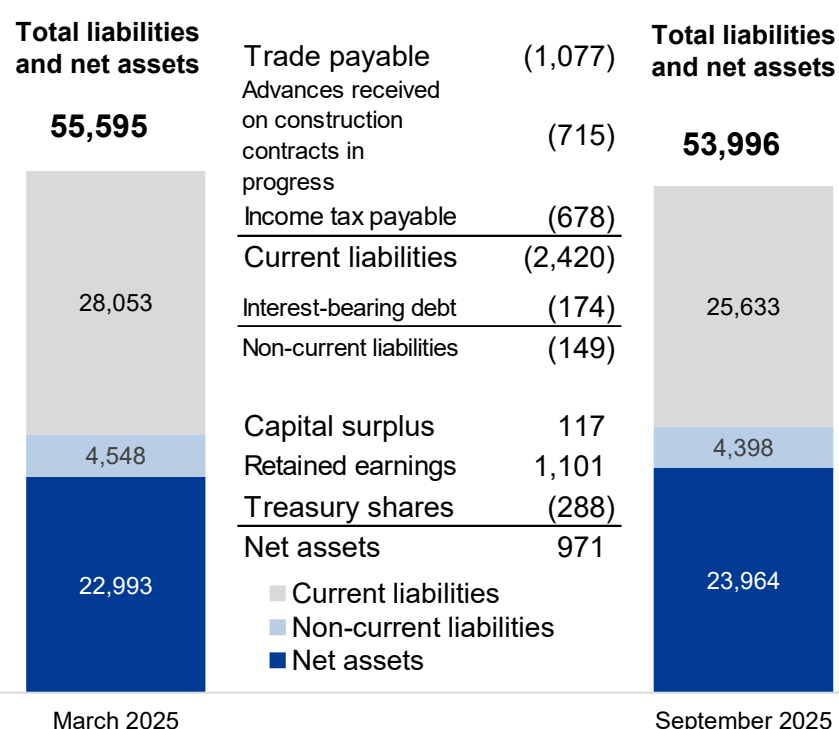 Total liabilities
and net assets
55,595
28,053
4,548
22,993
March 2025
Trade payable (1,077)
Advances received
on construction
contracts in
progress
(715)
Income tax payable (678)
Current liabilities (2,420)
Interest-bearing debt (174)
Non-current liabilities (149)
Capital surplus 117
Retained earnings 1,101
Treasury shares (288)
Net assets 971
Current liabilities
Non-current liabilities
Net assets
Total liabilities
and net assets
53,996
25,633
4,398
23,964
September 2025